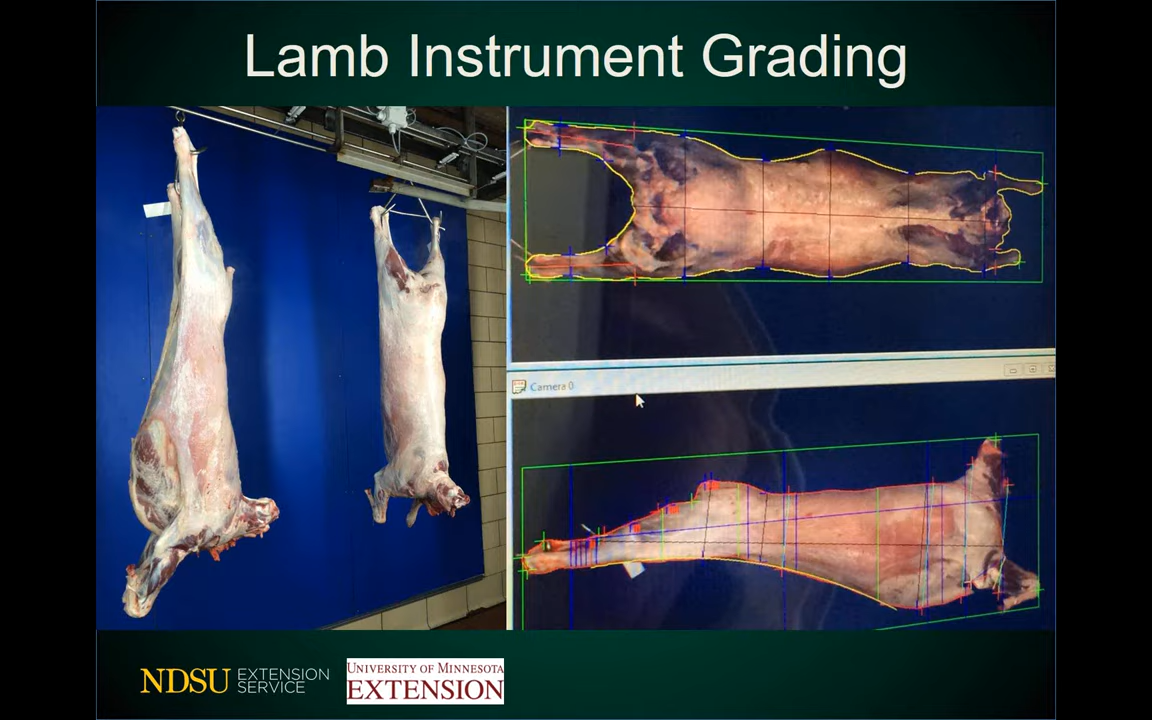 Lamb Instrument Grading
Camera 0
NDSU EXTENSION
SERVICE
UNIVERSITY OF MINNESOTA
EXTENSION